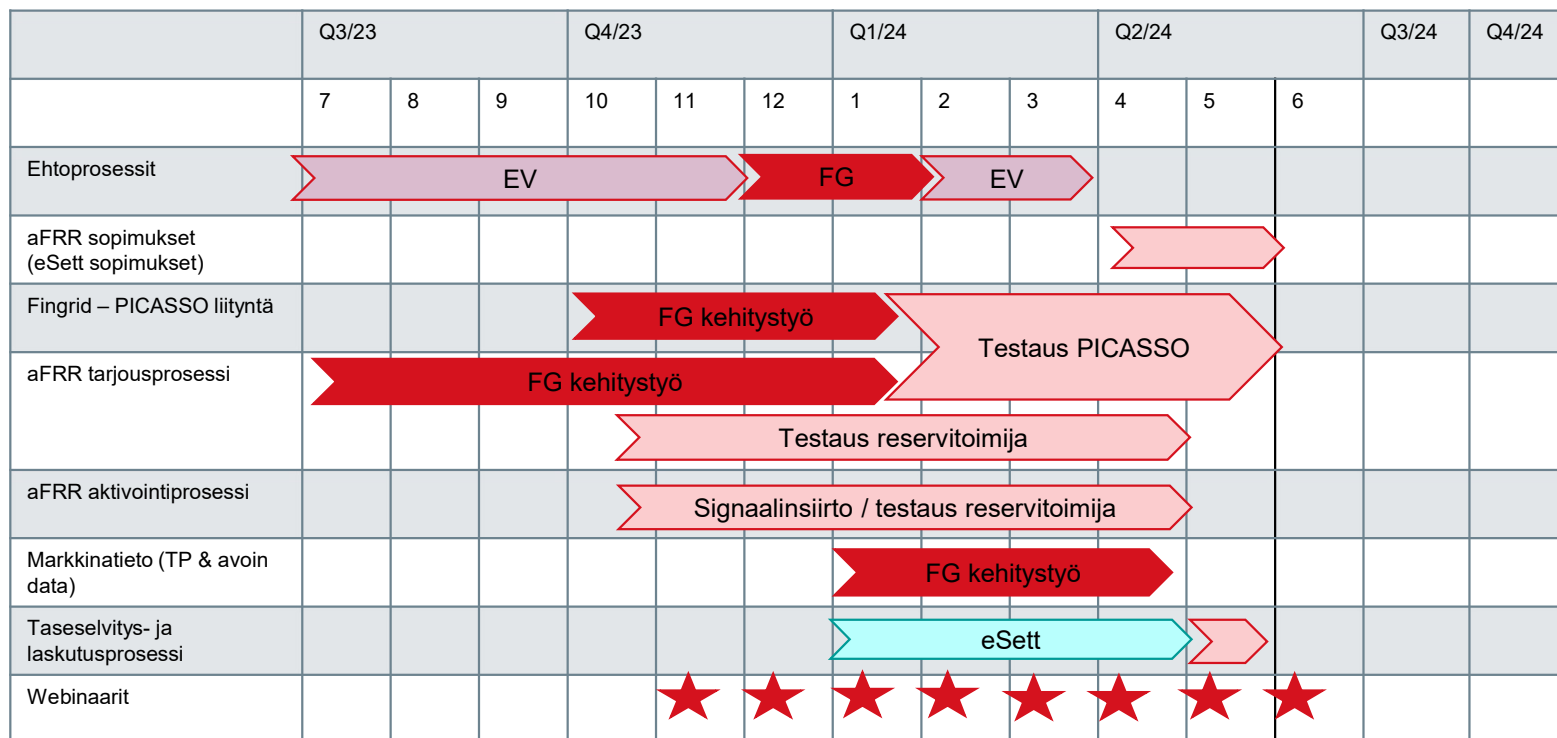 Q3/23 Q4/23 Q1/24 Q2/24 Q3/24 Q4/24
7 8 9 10 11 12 1 2 3 4 5 6
Ehtoprosessit EV FG EV
aFRR sopimukset
(eSett sopimukset)
Fingrid – PICASSO liityntä FG kehitystyö
Testaus PICASSO
aFRR tarjousprosessi FG kehitystyö
Testaus reservitoimija
aFRR aktivointiprosessi Signaalinsiirto / testaus reservitoimija
Markkinatieto (TP & avoin
data) FG kehitystyö
Taseselvitys- ja
laskutusprosessi eSett
Webinaarit